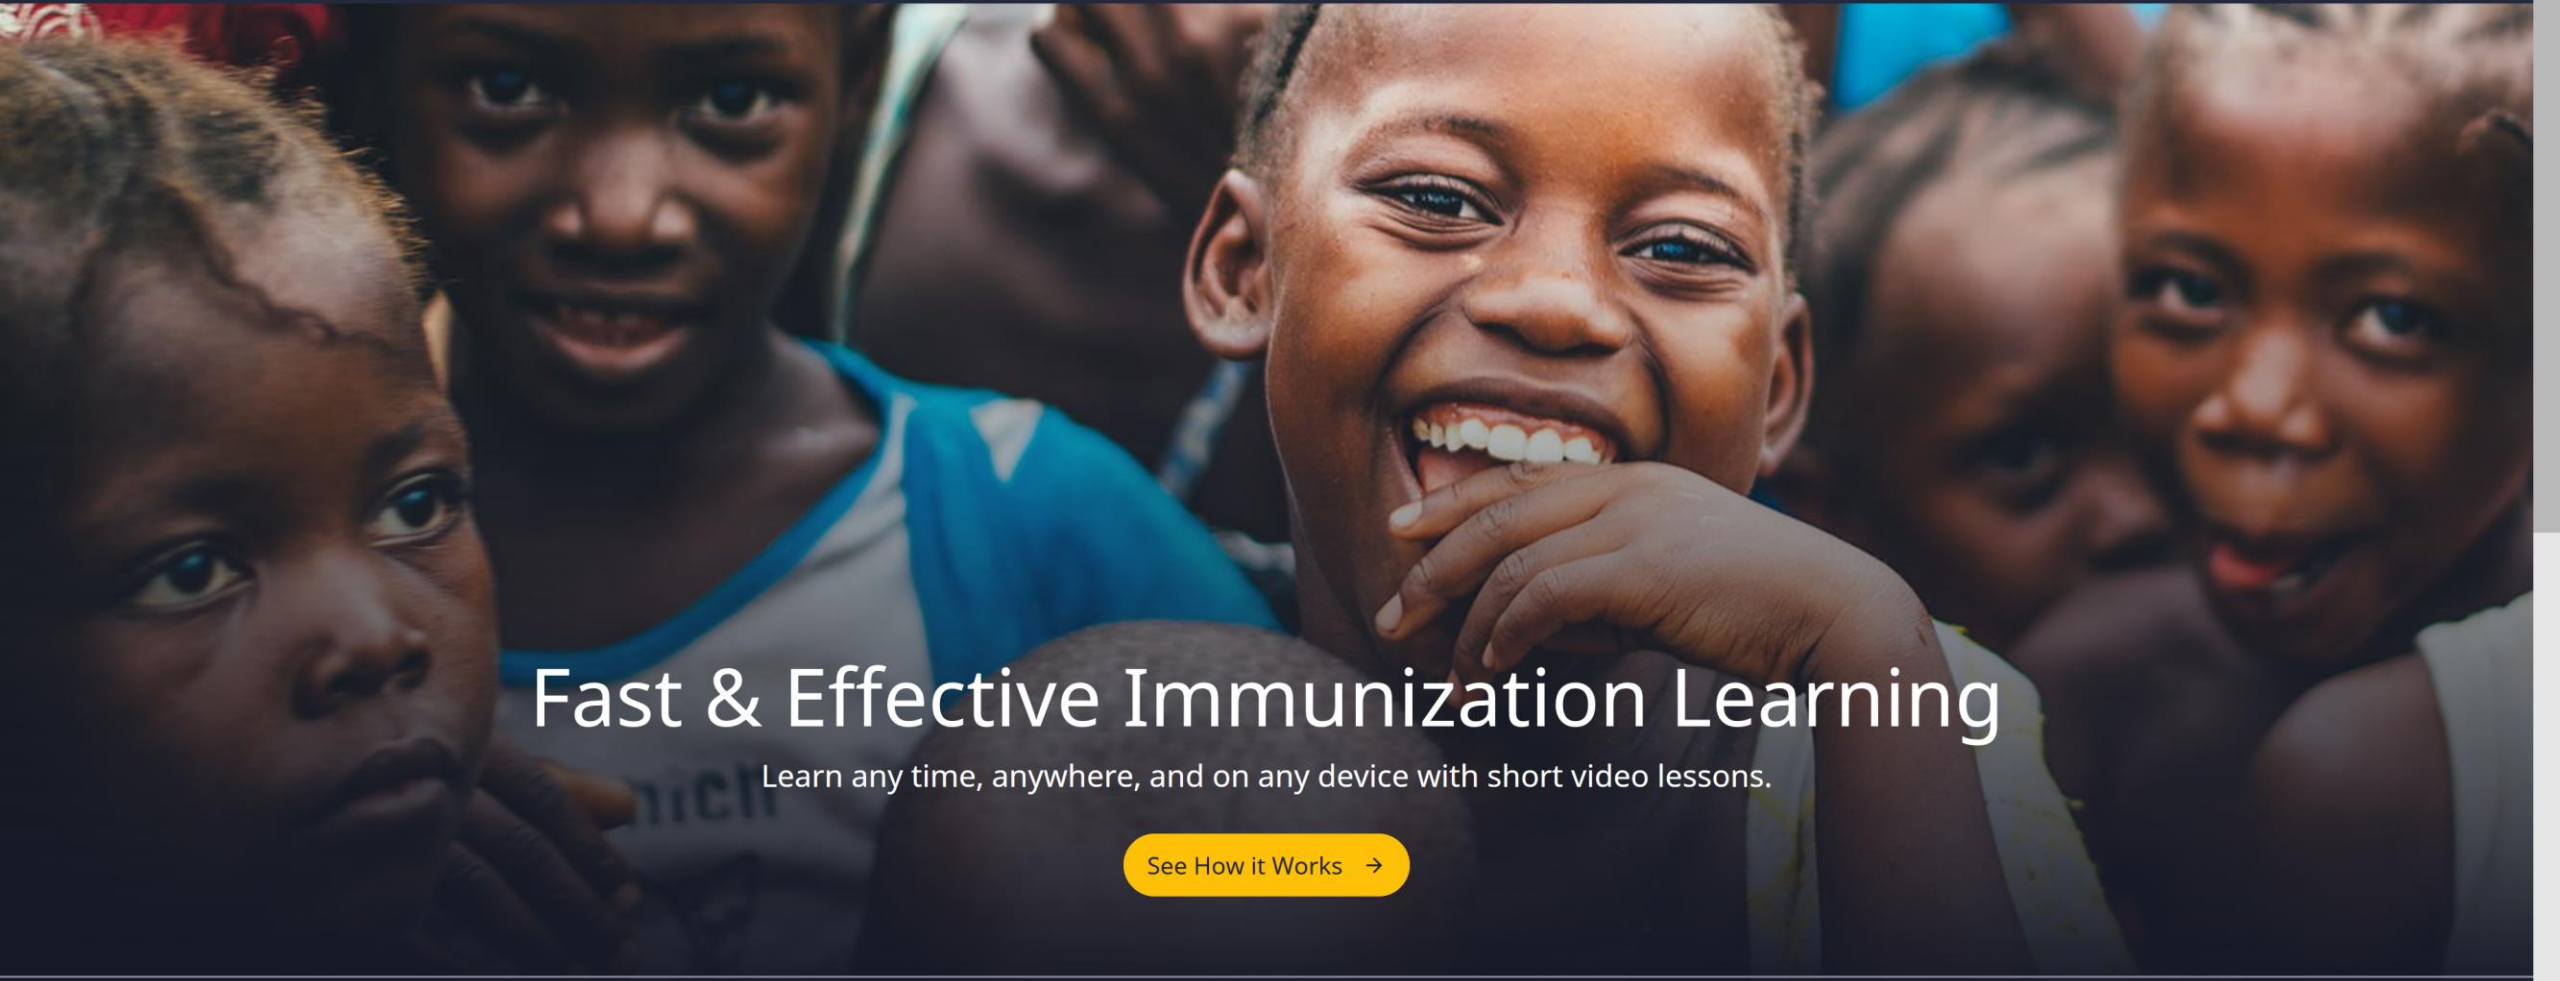 Fast & Effective Immunization Learning
Learn any time, anywhere, and on any device with short video lessons.
See How it Works